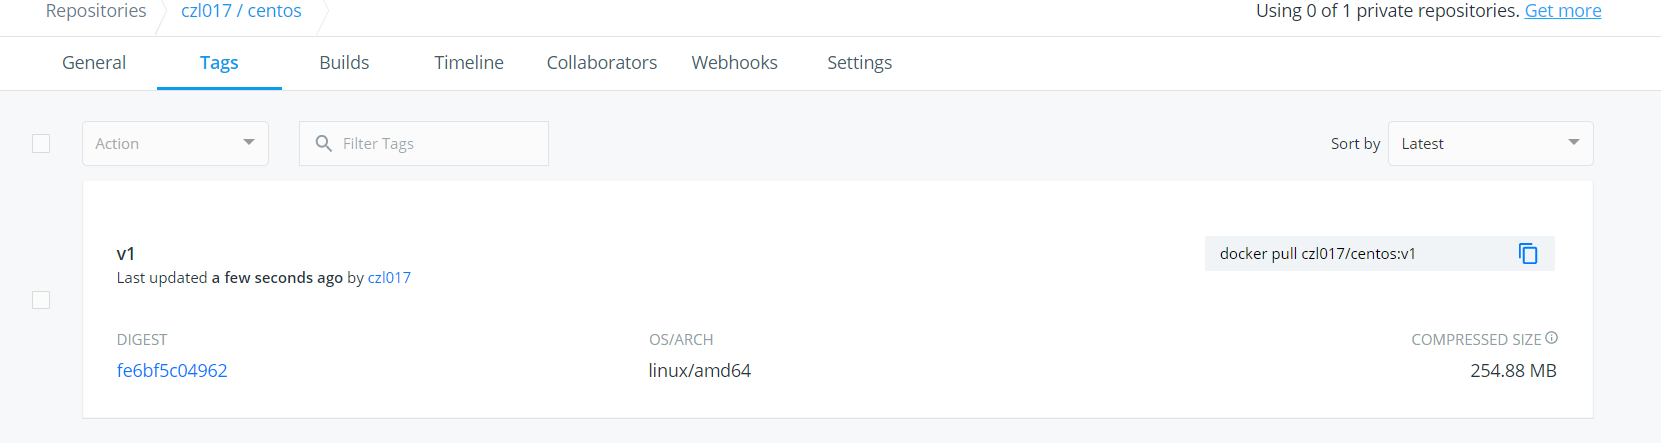 Repositories czl017 / centos Using 0 of 1 private repositories. Get more
General Tags Builds Timeline Collaborators Webhooks Settings
Action Filter Tags Sort by Latest
v1 docker pull czl017/centos:v1
Last updated a few seconds ago by czl017
DIGEST OS/ARCH COMPRESSED SIZE
fe6bf5c04962 linux/amd64 254.88 MB